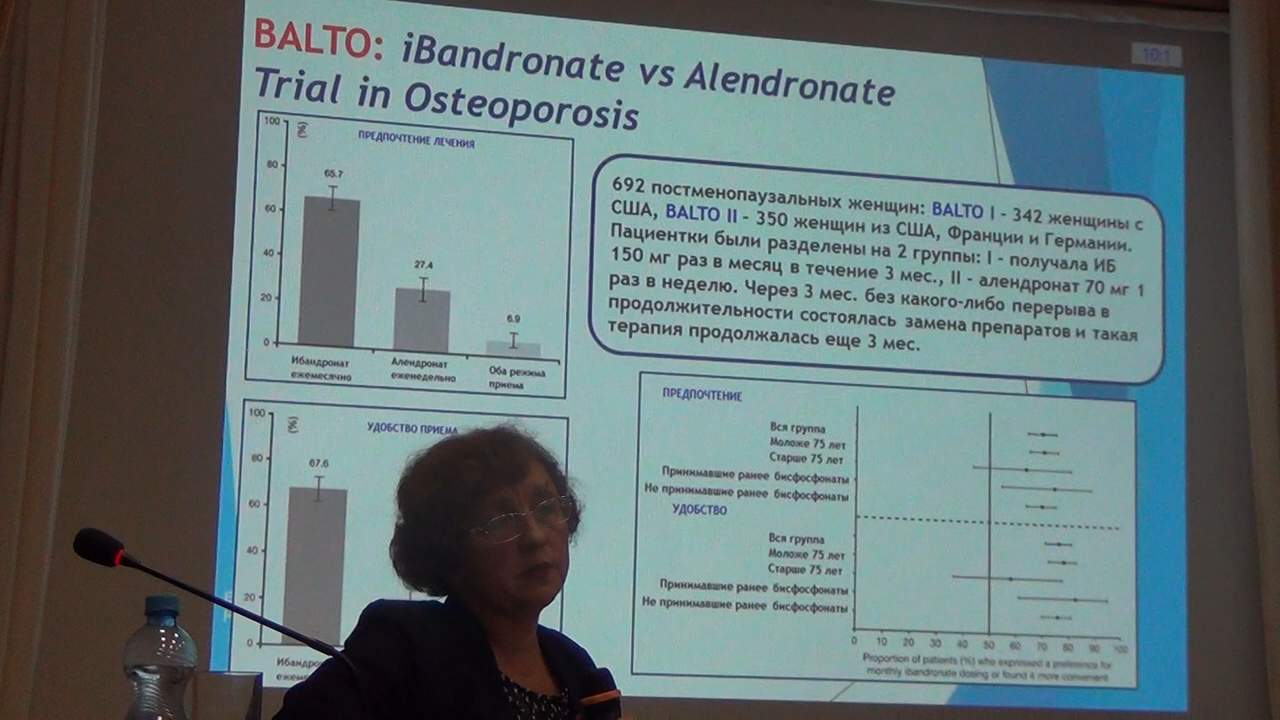 BALTO: iBandronate vs Alendronate
Trial in Osteoporosis
10:1
ПРЕДПОЧТЕНИЕ ЛЕЧЕНИЯ
(%)
100
80
60
40
20
0
65.7
27.4
6.9
Ибандронат
ежемесячно
Алендронат
еженедельно
Оба режима
приема
692 постменопаузальных женщин: BALTO I - 342 женщины с
США, BALTO II - 350 женщин из США, Франции и Германии.
Пациентки были разделены на 2 группы: I - получала ИБ
150 мг раз в месяц в течение 3 мес., II - алендронат 70 мг 1
раз в неделю. Через 3 мес. без какого-либо перерыва в
продолжительности состоялась замена препаратов и такая
терапия продолжалась еще 3 мес.
УДОБСТВО ПРИЕМА
(%)
100
80
60
40
20
0
67.6
ПРЕДПОЧТЕНИЕ
Вся группа
Моложе 75 лет
Старше 75 лет
Принимавшие ранее бисфосфонаты
Не принимавшие ранее бисфосфонаты
УДОБСТВО
Вся группа
Моложе 75 лет
Старше 75 лет
Принимавшие ранее бисфосфонаты
Не принимавшие ранее бисфосфонаты
0 10 20 30 40 50 60 70 80 90 100
Proportion of patients (%) who expressed a preference for
monthly ibandronate dosing or found it more convenient